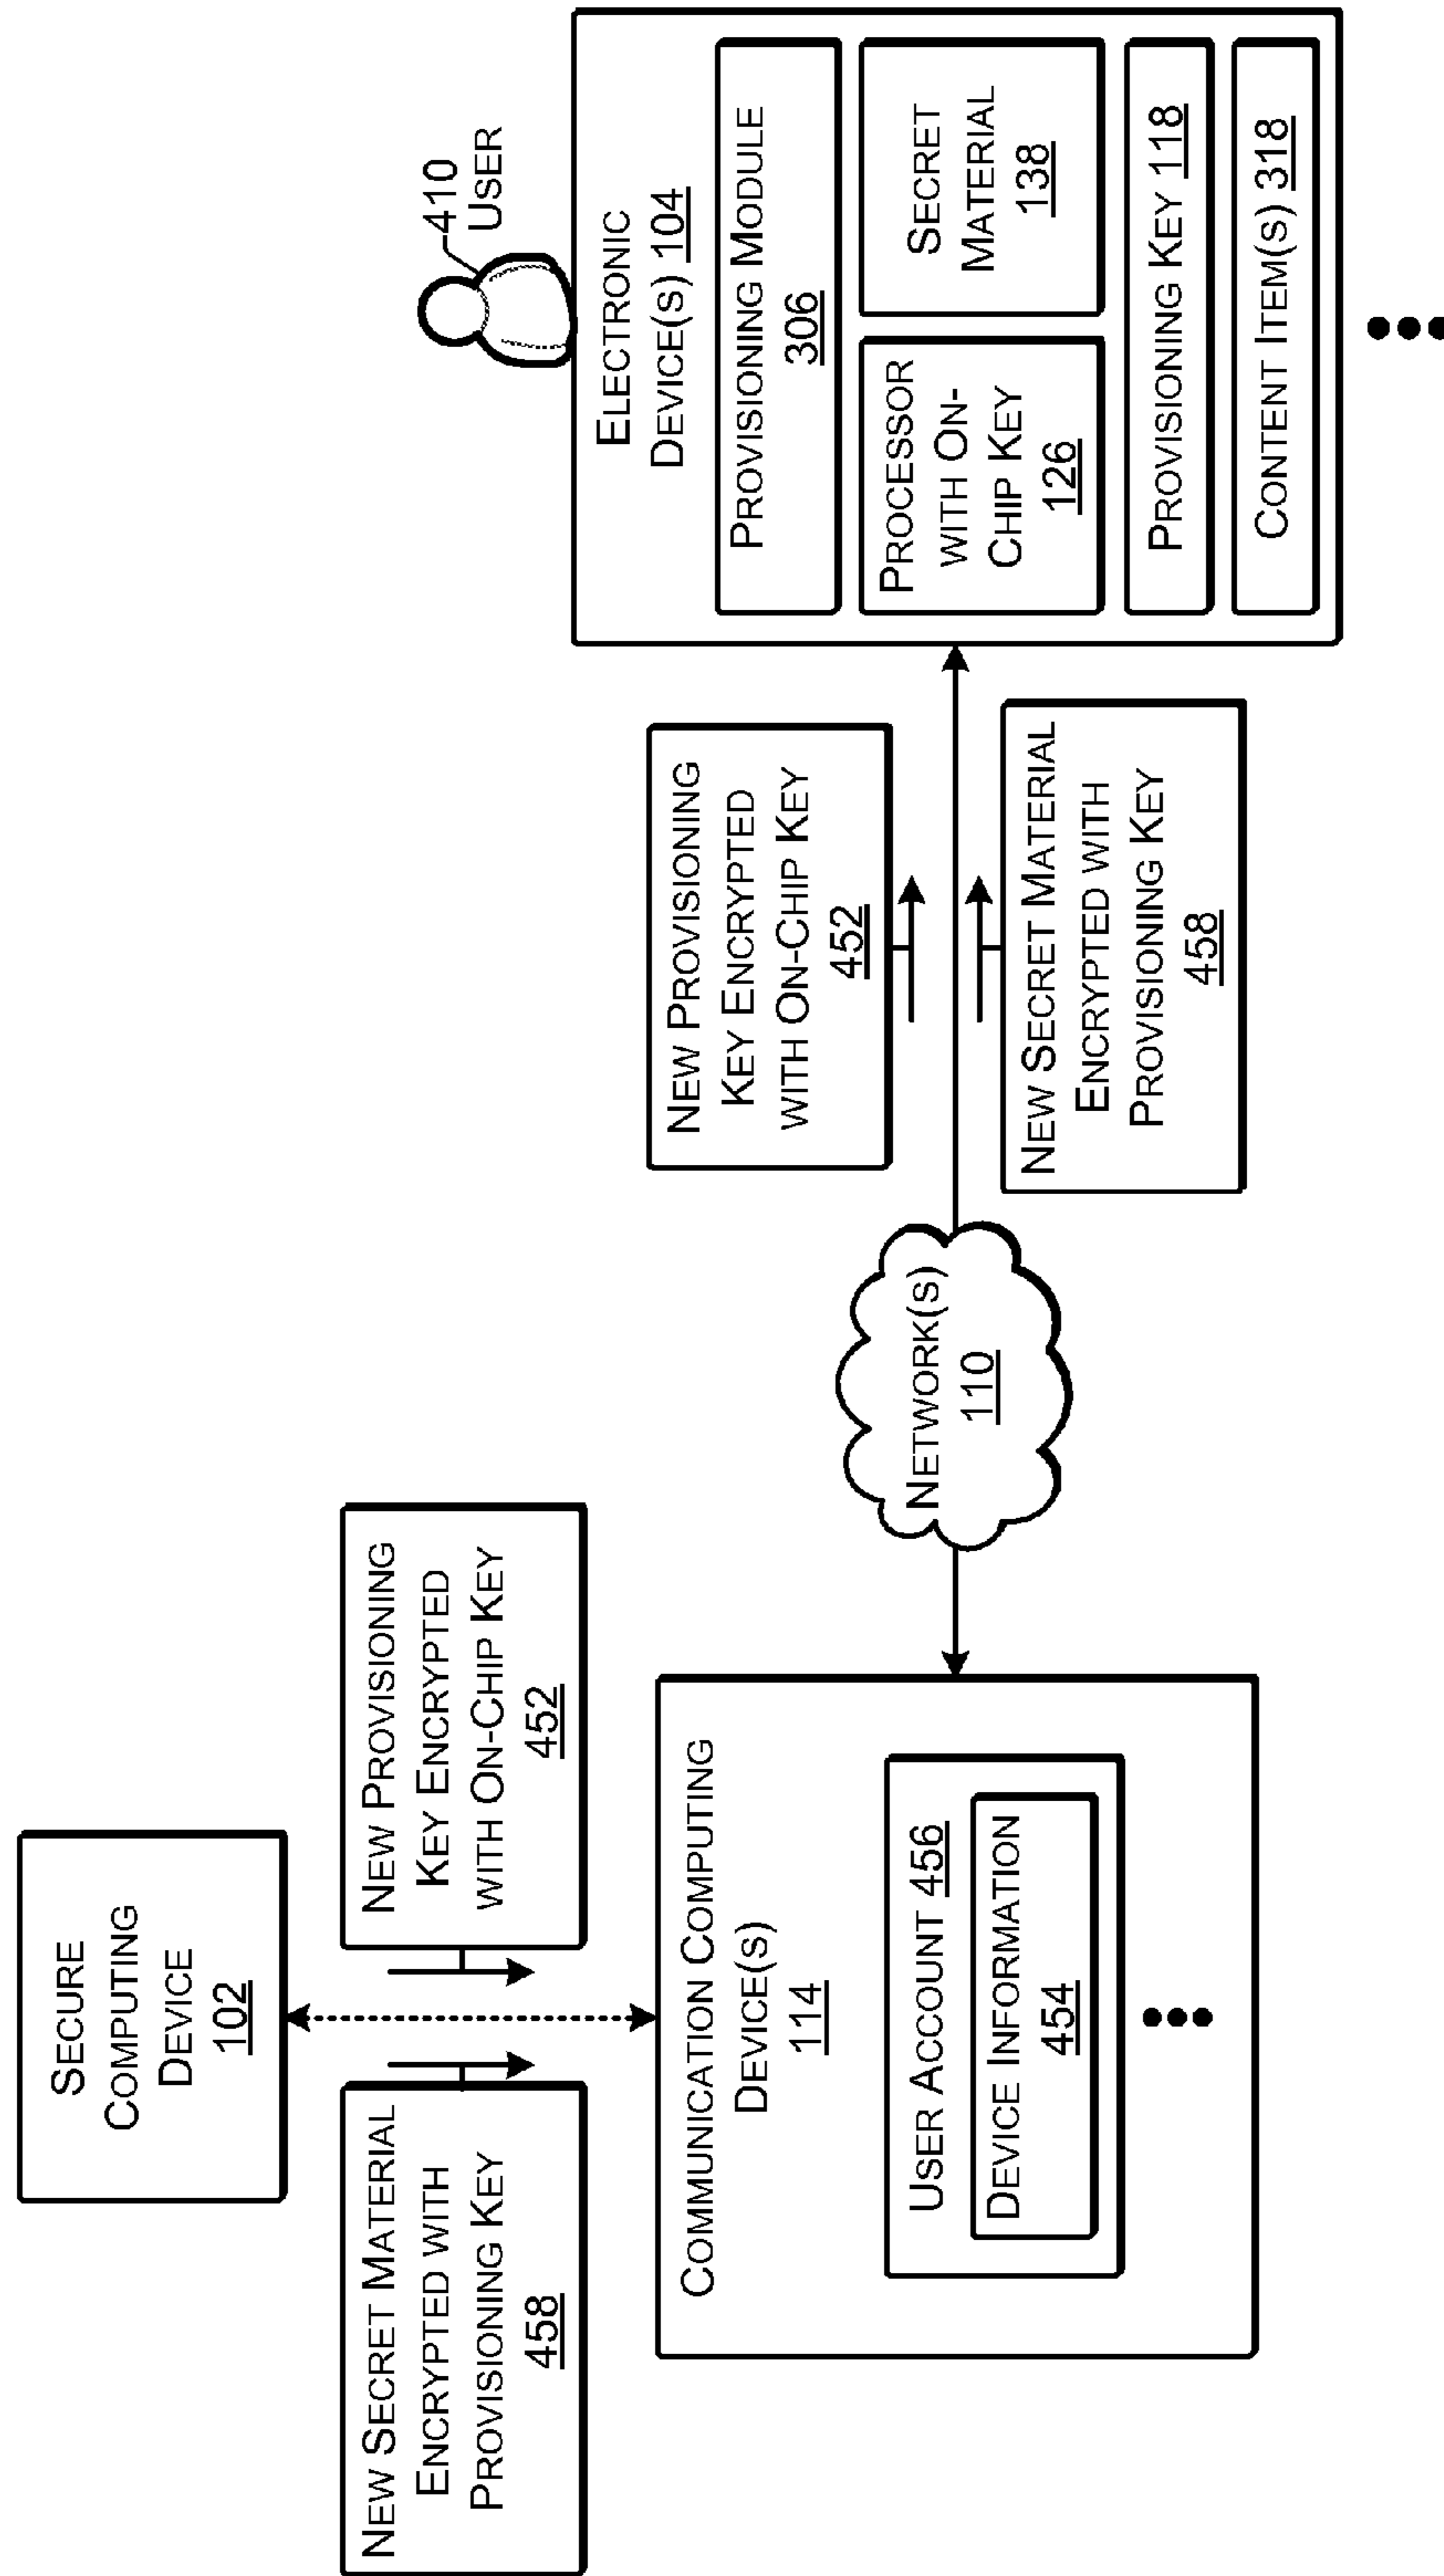 SECURE
COMPUTING
DEVICE
102
NEW SECRET MATERIAL
ENCRYPTED WITH
PROVISIONING KEY
458
NEW PROVISIONING
KEY ENCRYPTED
WITH ON-CHIP KEY
452
COMMUNICATION COMPUTING
DEVICE(S)
114
USER ACCOUNT 456
DEVICE INFORMATION
454
NETWORK(S)
110
NEW PROVISIONING
KEY ENCRYPTED
WITH ON-CHIP KEY
452
NEW SECRET MATERIAL
ENCRYPTED WITH
PROVISIONING KEY
458
410
USER
ELECTRONIC
DEVICE(S) 104
PROVISIONING MODULE
306
PROCESSOR
WITH ON-
CHIP KEY
126
SECRET
MATERIAL
138
PROVISIONING KEY 118
CONTENT ITEM(S) 318